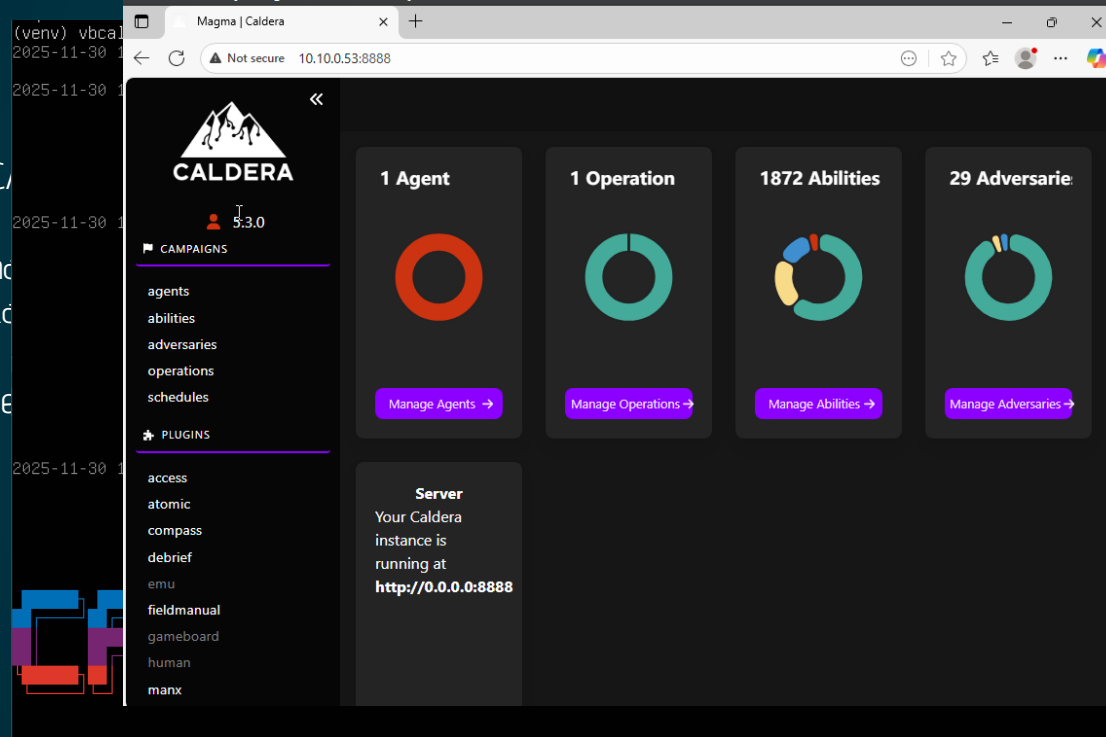 (venv) vbcal
2025-11-30 1
2025-11-30 1
2025-11-30 1
2025-11-30 1
Magma | Caldera
Not secure 10.10.0.53:8888
CALDERA
5.3.0
CAMPAIGNS
agents
abilities
adversaries
operations
schedules
PLUGINS
access
atomic
compass
debrief
emu
fieldmanual
gameboard
human
manx
1 Agent
Manage Agents →
1 Operation
Manage Operations →
1872 Abilities
Manage Abilities →
29 Adversarie
Manage Adversaries →
Server
Your Caldera
instance is
running at
http://0.0.0.0:8888